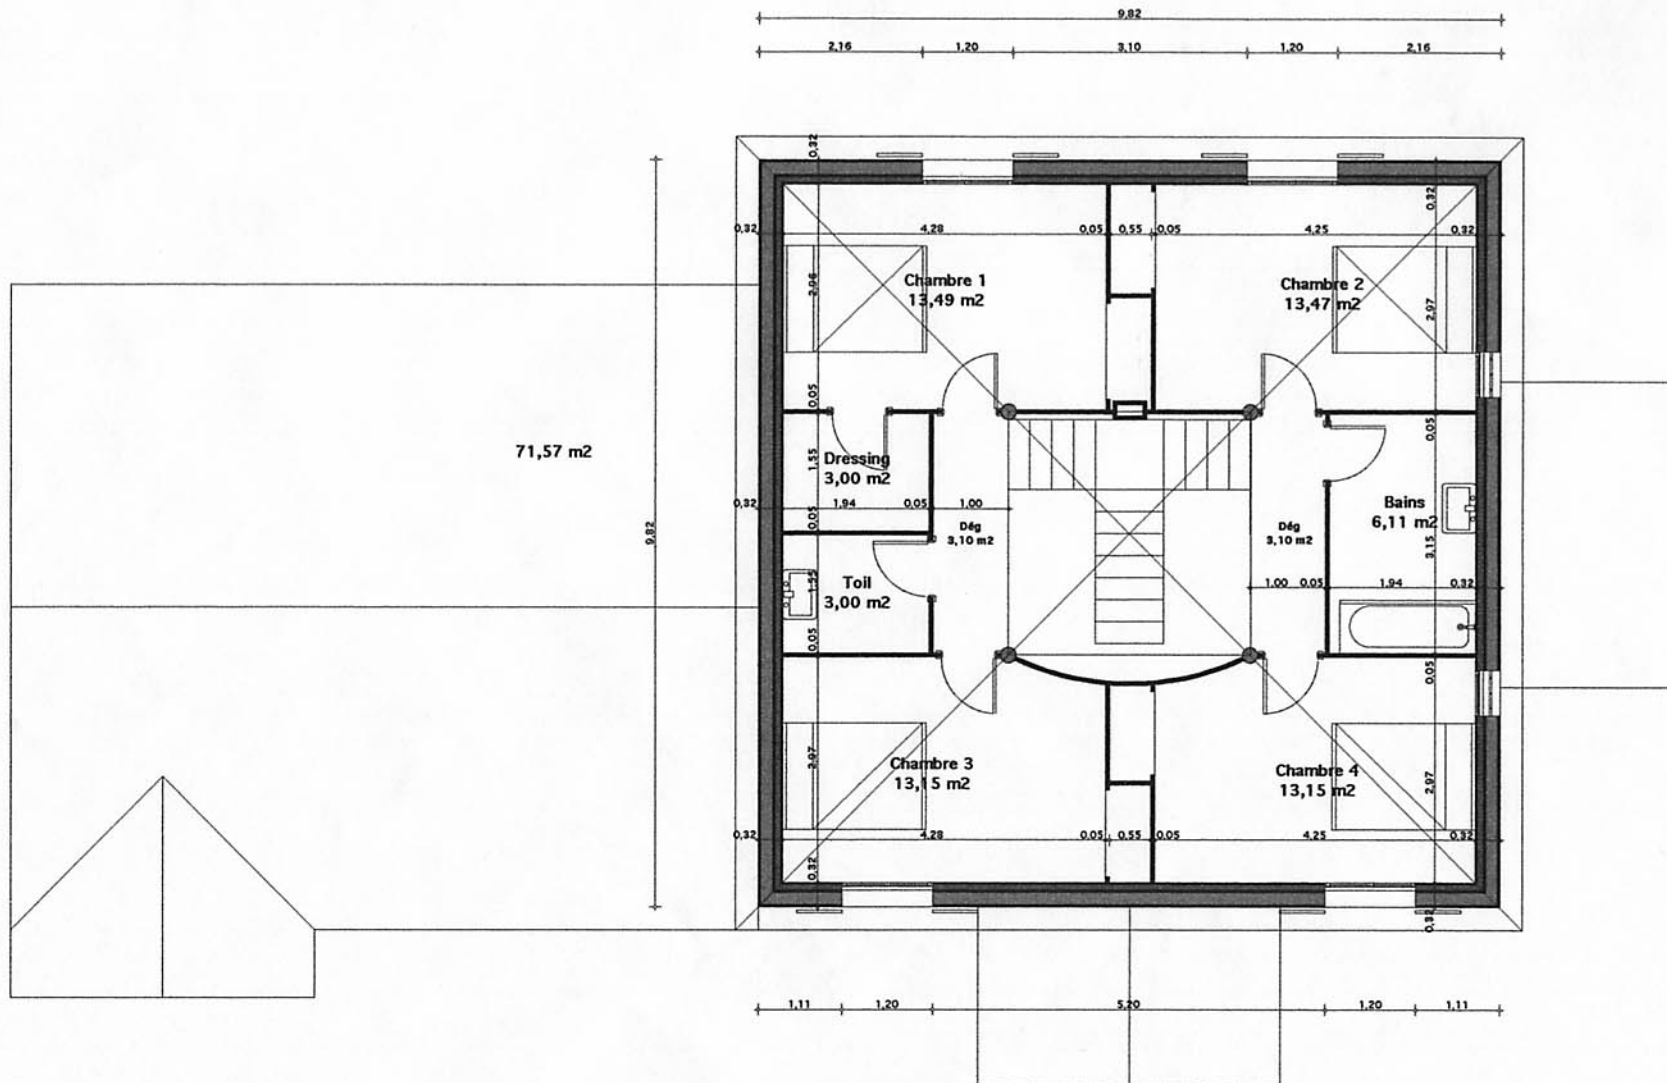 9,82
2,16 1,20 3,10 1,20 2,16
0,32
0,32
0,32 4,28 0,05 0,55 0,05 4,25 0,32
Chambre 1
13,49 m2
2,96
Chambre 2
13,47 m2
2,97
0,05
0,05
71,57 m2
Dressing
3,00 m2
1,55
0,32 1,94 0,05 1,00
0,05
Dég
3,10 m2
Dég
3,10 m2
Bains
6,11 m2
3,15
9,82
Toil
3,00 m2
1,55
1,00 0,05 1,94 0,32
0,05
0,05
Chambre 3
13,15 m2
2,97
Chambre 4
13,15 m2
2,97
0,32 4,28 0,05 0,55 0,05 4,25 0,32
0,32
0,32
1,11 1,20 5,20 1,20 1,11